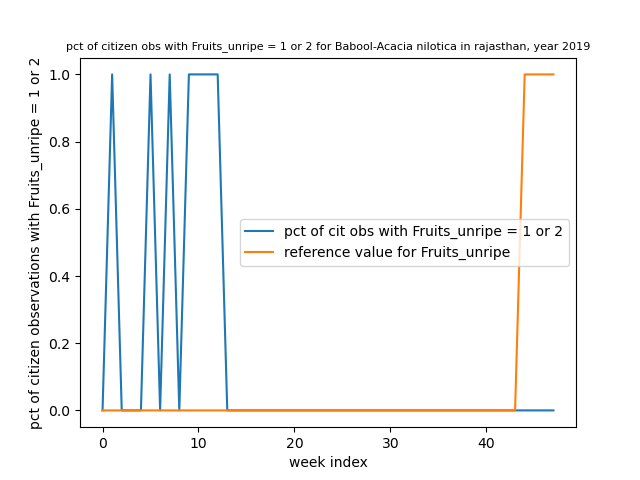 pct of citizen obs with Fruits_unripe = 1 or 2 for Babool-Acacia nilotica in rajasthan, year 2019
pct of citizen observations with Fruits_unripe = 1 or 2
1.0
0.8
0.6
0.4
0.2
0.0
pct of cit obs with Fruits_unripe = 1 or 2
reference value for Fruits_unripe
0 10 20 30 40
week index